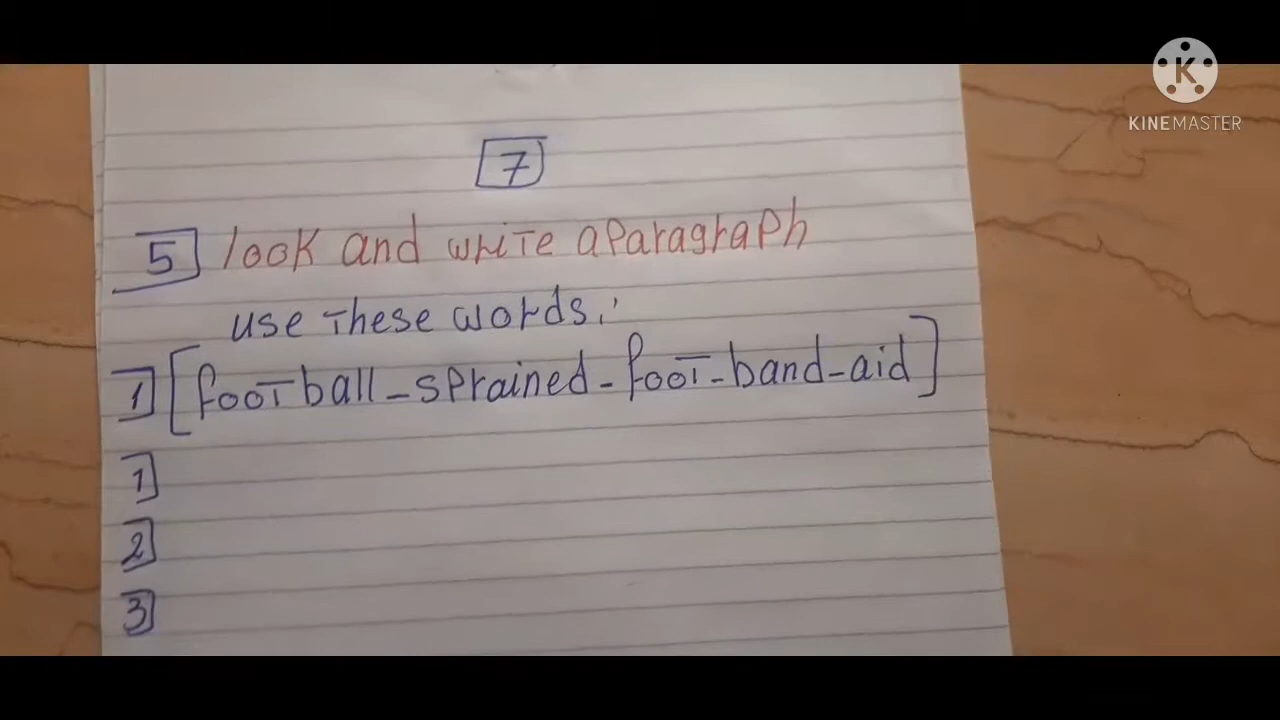 KINEMASTER
7
5 look and write a Paragraph
use these words.
1 [football-sprained-foot-band-aid]
1
2
3